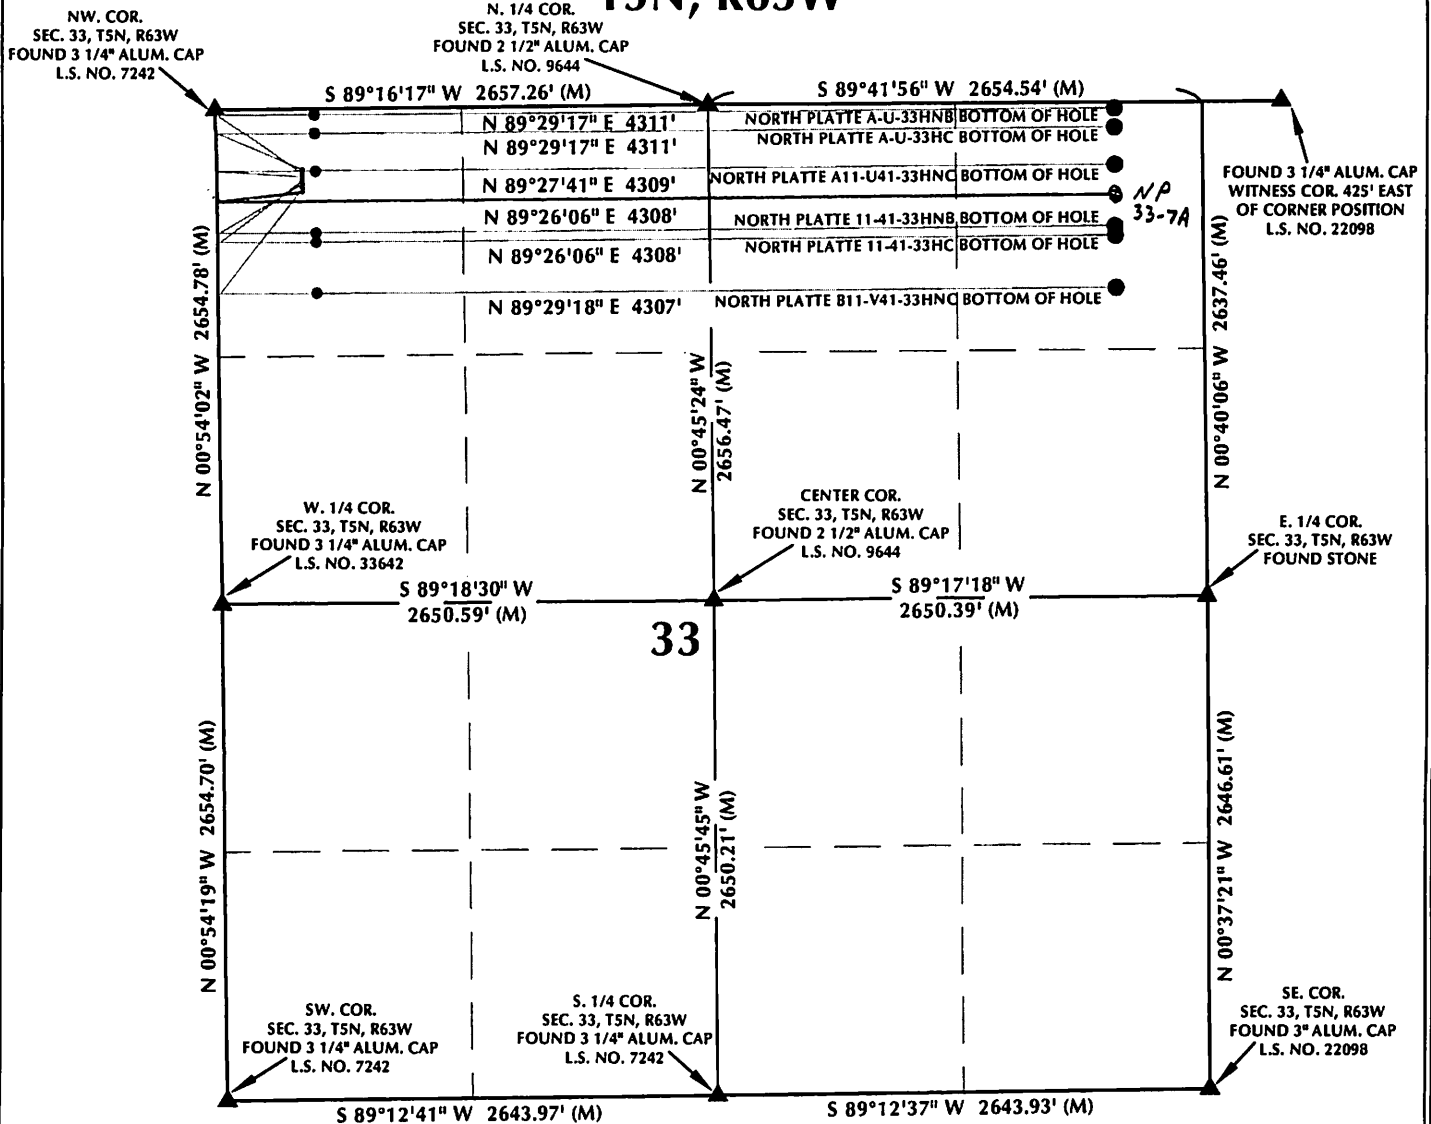 T5N, R63W
NW. COR.
SEC. 33, T5N, R63W
FOUND 3 1/4" ALUM. CAP
L.S. NO. 7242
N. 1/4 COR.
SEC. 33, T5N, R63W
FOUND 2 1/2" ALUM. CAP
L.S. NO. 9644
S 89°16'17" W 2657.26' (M)
S 89°41'56" W 2654.54' (M)
N 89°29'17" E 4311'
NORTH PLATTE A-U-33HNB BOTTOM OF HOLE
N 89°29'17" E 4311'
NORTH PLATTE A-U-33HC BOTTOM OF HOLE
N 89°27'41" E 4309'
NORTH PLATTE A11-U41-33HNC BOTTOM OF HOLE
NP
33-7A
N 89°26'06" E 4308'
NORTH PLATTE 11-41-33HNB BOTTOM OF HOLE
N 89°26'06" E 4308'
NORTH PLATTE 11-41-33HC BOTTOM OF HOLE
N 89°29'18" E 4307'
NORTH PLATTE B11-V41-33HNC BOTTOM OF HOLE
FOUND 3 1/4" ALUM. CAP
WITNESS COR. 425' EAST
OF CORNER POSITION
L.S. NO. 22098
N 00°54'02" W 2654.78' (M)
N 00°45'24" W
2656.47' (M)
N 00°40'06" W 2637.46' (M)
W. 1/4 COR.
SEC. 33, T5N, R63W
FOUND 3 1/4" ALUM. CAP
L.S. NO. 33642
CENTER COR.
SEC. 33, T5N, R63W
FOUND 2 1/2" ALUM. CAP
L.S. NO. 9644
E. 1/4 COR.
SEC. 33, T5N, R63W
FOUND STONE
S 89°18'30" W
2650.59' (M)
S 89°17'18" W
2650.39' (M)
33
N 00°54'19" W 2654.70' (M)
N 00°45'45" W
2650.21' (M)
N 00°37'21" W 2646.61' (M)
SW. COR.
SEC. 33, T5N, R63W
FOUND 3 1/4" ALUM. CAP
L.S. NO. 7242
S. 1/4 COR.
SEC. 33, T5N, R63W
FOUND 3 1/4" ALUM. CAP
L.S. NO. 7242
SE. COR.
SEC. 33, T5N, R63W
FOUND 3" ALUM. CAP
L.S. NO. 22098
S 89°12'41" W 2643.97' (M)
S 89°12'37" W 2643.93' (M)